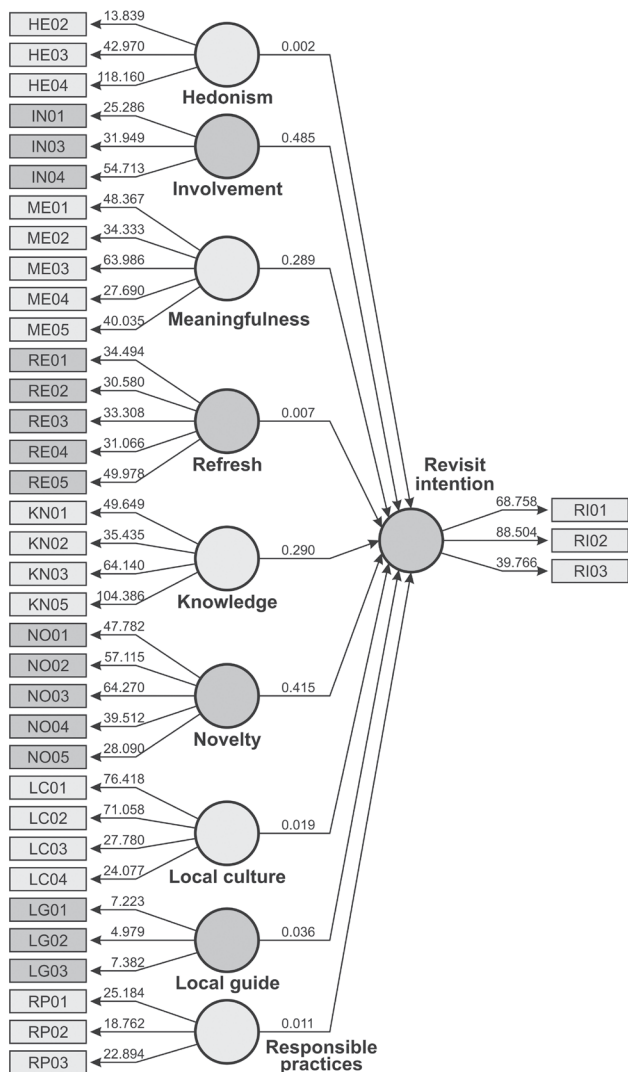 HE02 13.839
HE03 42.970 0.002
HE04 118.160
Hedonism
IN01 25.286
IN03 31.949 0.485
IN04 54.713
Involvement
ME01 48.367
ME02 34.333
ME03 63.986 0.289
ME04 27.690
Meaningfulness
ME05 40.035
RE01 34.494
RE02 30.580
RE03 33.308 0.007
RE04 31.066
Refresh
RE05 49.978
Revisit
intention
KN01 49.649
KN02 35.435
KN03 64.140 0.290
KN05 104.386
Knowledge
68.758 RI01
88.504 RI02
39.766 RI03
NO01 47.782
NO02 57.115
NO03 64.270 0.415
NO04 39.512
Novelty
NO05 28.090
LC01 76.418
LC02 71.058 0.019
LC03 27.780
LC04 24.077
Local culture
LG01 7.223
LG02 4.979 0.036
LG03 7.382
Local guide
RP01 25.184
RP02 18.762 0.011
RP03 22.894
Responsible
practices